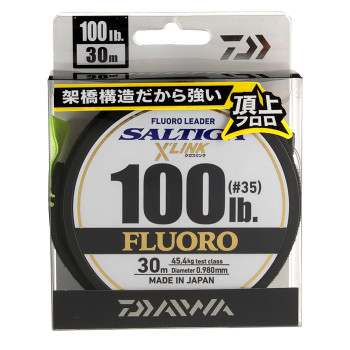 100lb.
30m
架橋構造だから強い
頂上
フロロ
FLUORO LEADER
SALTIGA
X'LINK
クロスリンク
100lb.
(#35)
FLUORO
30m
45.4kg test class
Diameter 0.980mm
MADE IN JAPAN
DAIWA